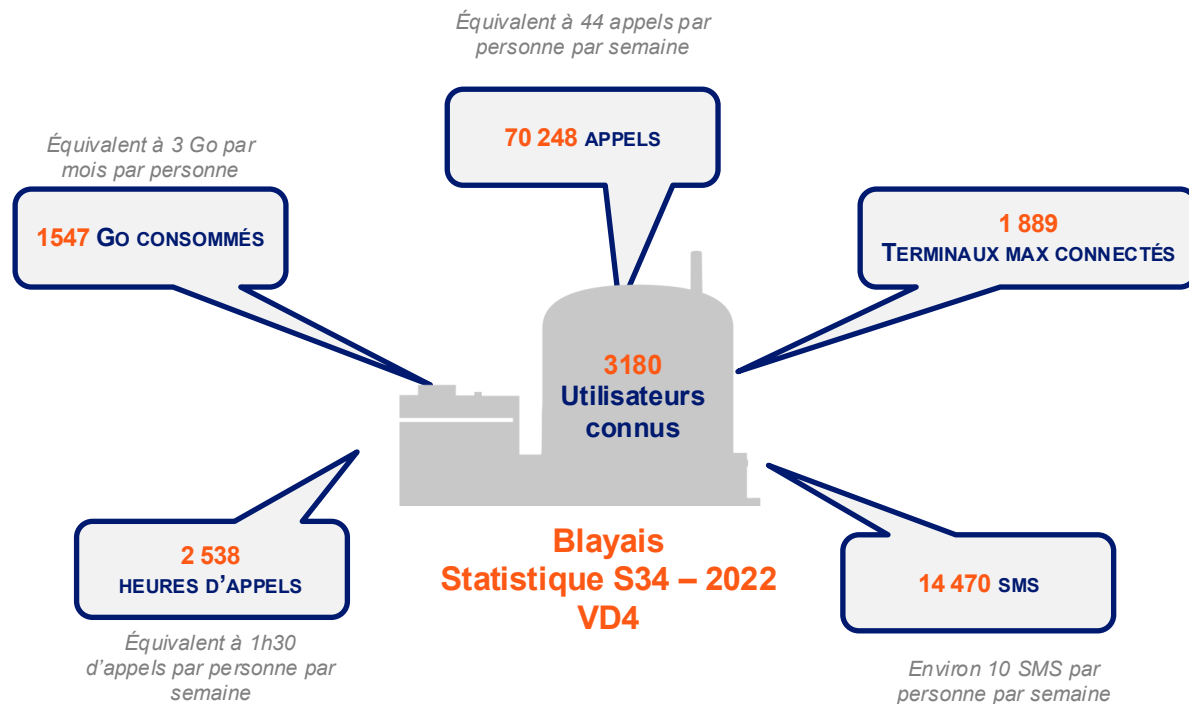 Équivalent à 44 appels par
personne par semaine
70 248 APPELS
Équivalent à 3 Go par
mois par personne
1547 GO CONSOMMÉS
1 889
TERMINAUX MAX CONNECTÉS
3180
Utilisateurs
connus
2 538
HEURES D'APPELS
Équivalent à 1h30
d'appels par personne par
semaine
Blayais
Statistique S34 – 2022
VD4
14 470 SMS
Environ 10 SMS par
personne par semaine